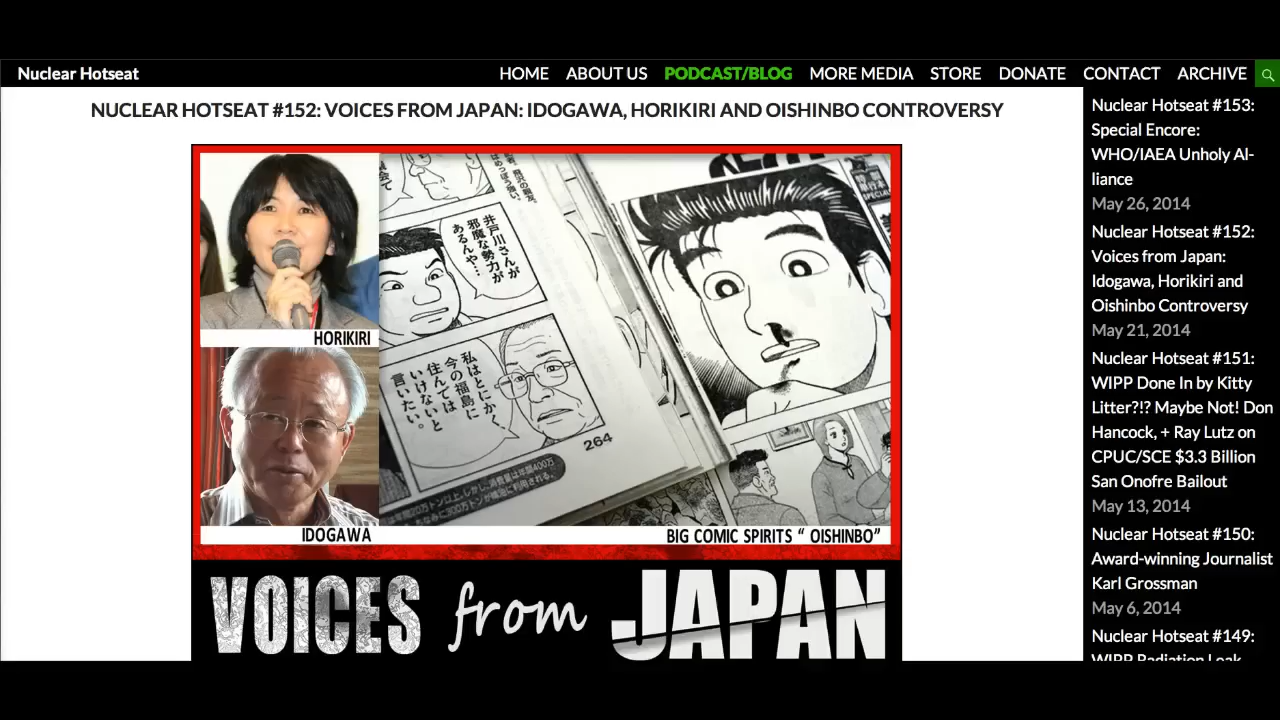 Nuclear Hotseat
HOME ABOUT US PODCAST/BLOG MORE MEDIA STORE DONATE CONTACT ARCHIVE
NUCLEAR HOTSEAT #152: VOICES FROM JAPAN: IDOGAWA, HORIKIRI AND OISHINBO CONTROVERSY
HORIKIRI
IDOGAWA
井戸川さんが
邪魔な勢力が
あるんや…
私はとにかく、
今の福島に
住んでは
いけないと
言いたい。
264
BIG COMIC SPIRITS “ OISHINBO”
VOICES from JAPAN
Nuclear Hotseat #153:
Special Encore:
WHO/IAEA Unholy Al-
liance
May 26, 2014
Nuclear Hotseat #152:
Voices from Japan:
Idogawa, Horikiri and
Oishinbo Controversy
May 21, 2014
Nuclear Hotseat #151:
WIPP Done In by Kitty
Litter?!? Maybe Not! Don
Hancock, + Ray Lutz on
CPUC/SCE $3.3 Billion
San Onofre Bailout
May 13, 2014
Nuclear Hotseat #150:
Award-winning Journalist
Karl Grossman
May 6, 2014
Nuclear Hotseat #149:
WIPP Radiation Leak